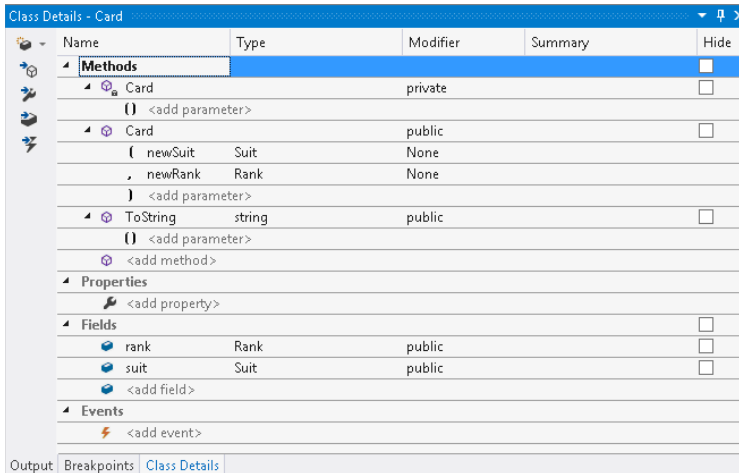 Class Details - Card
Name Type Modifier Summary Hide
Methods
Card private
() <add parameter>
Card public
( newSuit Suit None
, newRank Rank None
) <add parameter>
ToString string public
() <add parameter>
<add method>
Properties
<add property>
Fields
rank Rank public
suit Suit public
<add field>
Events
<add event>
Output Breakpoints Class Details